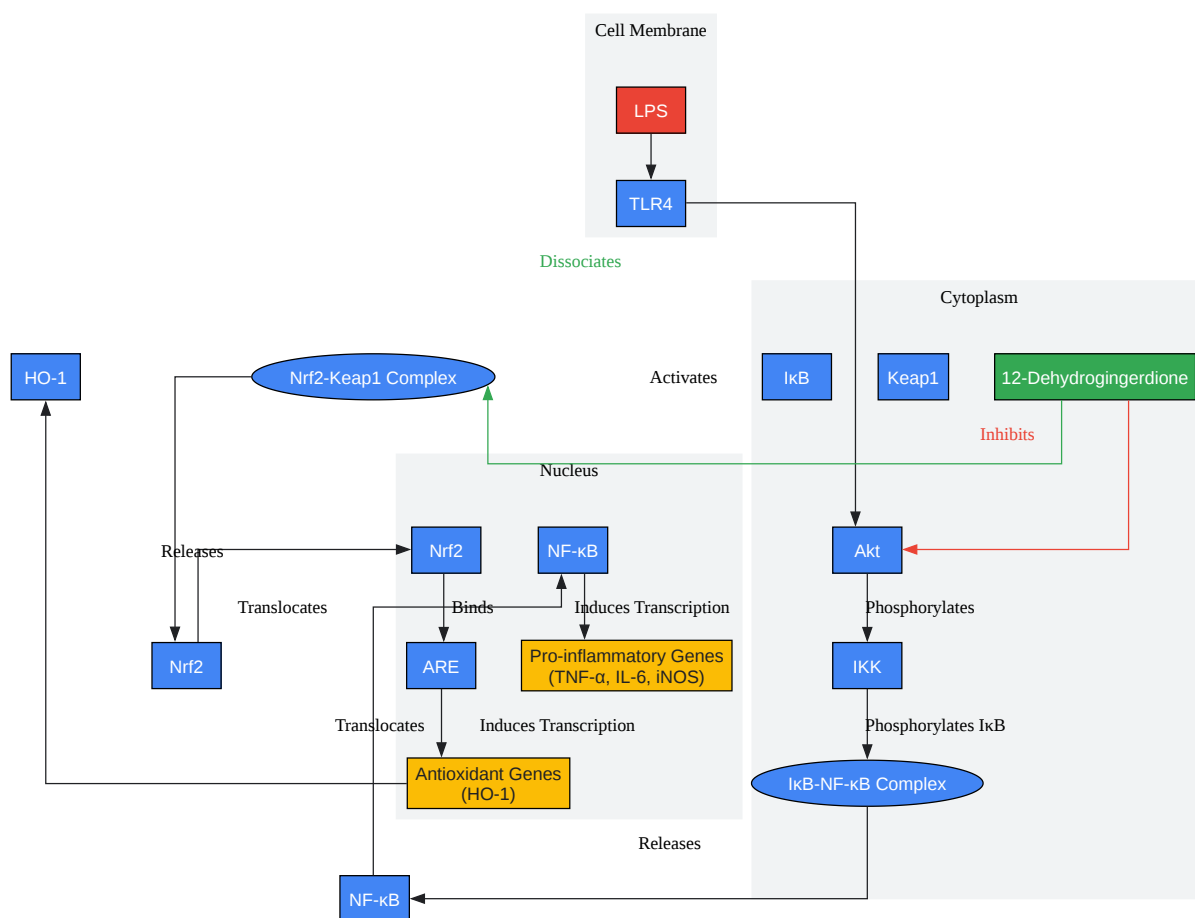 Cell Membrane
LPS
TLR4
Dissociates
Cytoplasm
HO-1
Nrf2-Keap1 Complex
Activates
IκB
Keap1
12-Dehydrogingerdione
Inhibits
Nucleus
Releases
Nrf2
NF-κB
Akt
Translocates
Binds
Induces Transcription
Phosphorylates
Nrf2
ARE
Pro-inflammatory Genes
(TNF-α, IL-6, iNOS)
IKK
Translocates
Induces Transcription
Phosphorylates IκB
Antioxidant Genes
(HO-1)
IκB-NF-κB Complex
Releases
NF-κB